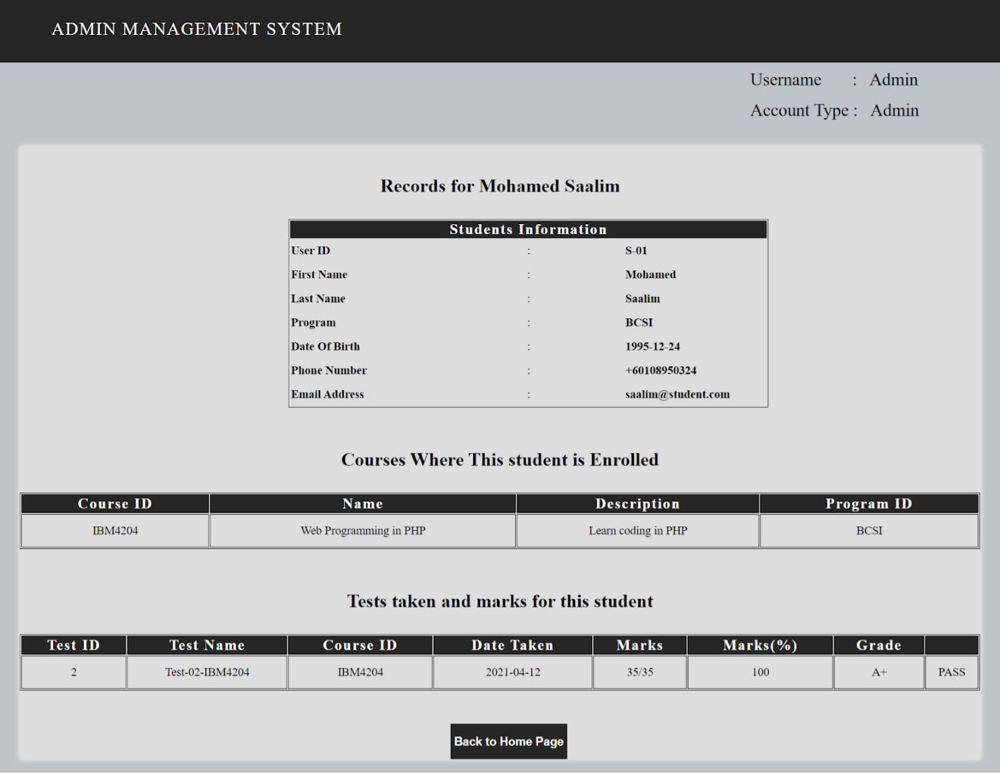 ADMIN MANAGEMENT SYSTEM
Username : Admin
Account Type : Admin
Records for Mohamed Saalim
Students Information
User ID : S-01
First Name : Mohamed
Last Name : Saalim
Program : BCSI
Date Of Birth : 1995-12-24
Phone Number : +60108950324
Email Address : saalim@student.com
Courses Where This student is Enrolled
Course ID Name Description Program ID
IBM4204 Web Programming in PHP Learn coding in PHP BCSI
Tests taken and marks for this student
Test ID Test Name Course ID Date Taken Marks Marks(%) Grade
2 Test-02-IBM4204 IBM4204 2021-04-12 35/35 100 A+ PASS
Back to Home Page